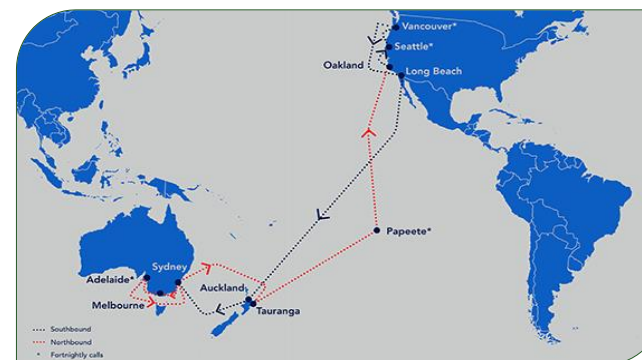 Vancouver*
Seattle*
Oakland
Long Beach
Papeete*
Sydney
Adelaide*
Auckland
Melbourne
Tauranga
Southbound
Northbound
* Fortnightly calls